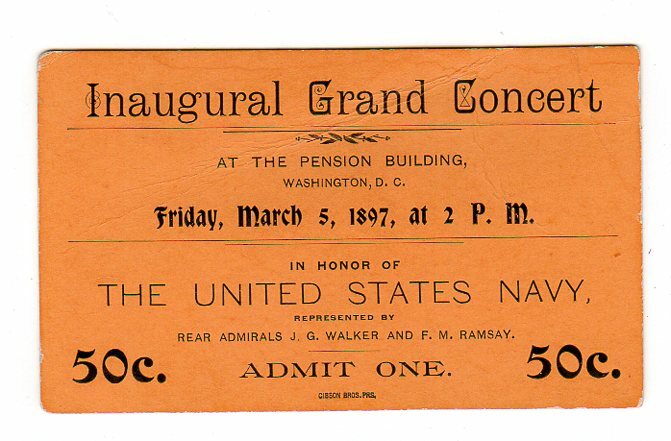 Inaugural Grand Concert
AT THE PENSION BUILDING,
WASHINGTON, D. C.
Friday, March 5, 1897, at 2 P. M.
IN HONOR OF
THE UNITED STATES NAVY,
REPRESENTED BY
REAR ADMIRALS J. G. WALKER AND F. M. RAMSAY.
50c. ADMIT ONE. 50c.
GIBSON BROS. PRS.